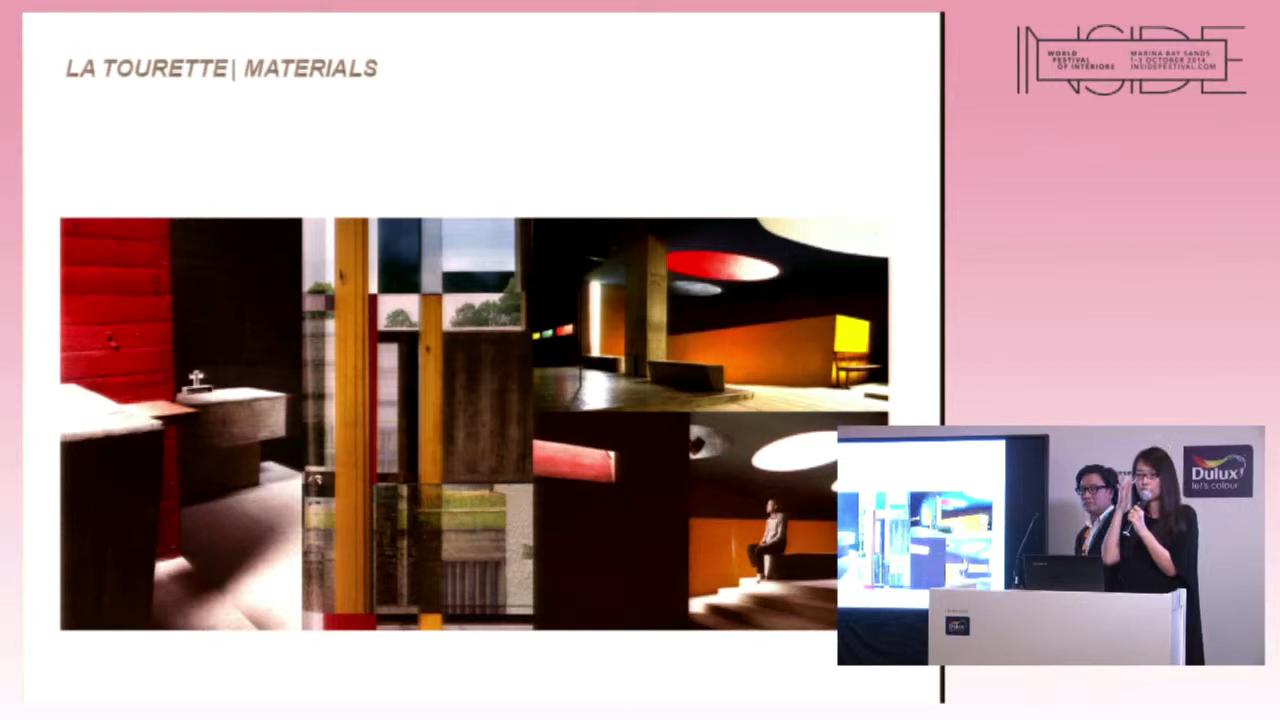 LA TOURETTE| MATERIALS
INSIDE
WORLD
FESTIVAL
OF INTERIORS
MARINA BAY SANDS
1-3 OCTOBER 2014
INSIDEFESTIVAL.COM
Dulux
let's colour
Dulux